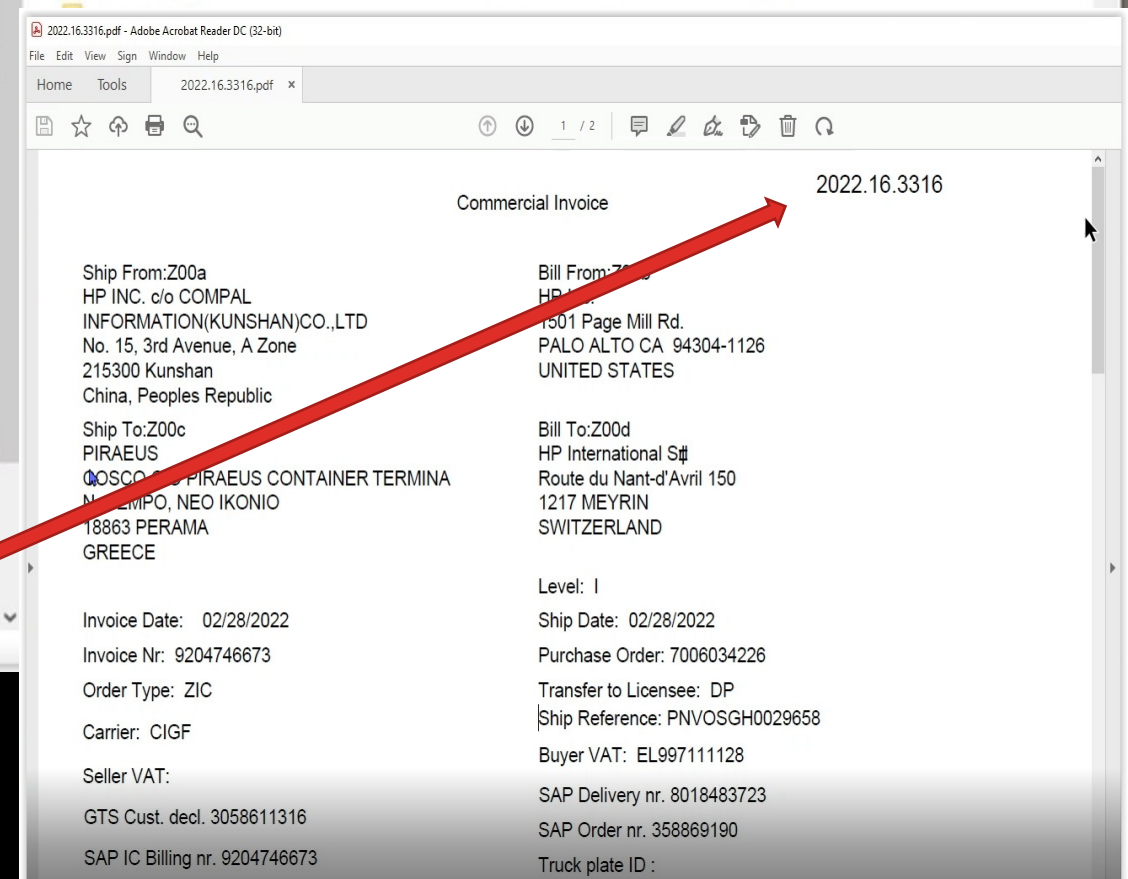 2022.16.3316.pdf - Adobe Acrobat Reader DC (32-bit)
File Edit View Sign Window Help
Home Tools 2022.16.3316.pdf x
1 / 2
2022.16.3316
Commercial Invoice
Ship From:Z00a
HP INC. c/o COMPAL
INFORMATION(KUNSHAN)CO.,LTD
No. 15, 3rd Avenue, A Zone
215300 Kunshan
China, Peoples Republic
Bill From:
HP
1501 Page Mill Rd.
PALO ALTO CA 94304-1126
UNITED STATES
Ship To:Z00c
PIRAEUS
COSCO PIRAEUS CONTAINER TERMINA
NEO IKONIO
18863 PERAMA
GREECE
Bill To:Z00d
HP International
Route du Nant-d'Avril 150
1217 MEYRIN
SWITZERLAND
Level: I
Invoice Date: 02/28/2022
Ship Date: 02/28/2022
Invoice Nr: 9204746673
Purchase Order: 7006034226
Order Type: ZIC
Transfer to Licensee: DP
Ship Reference: PNVOSGH0029658
Carrier: CIGF
Buyer VAT: EL997111128
Seller VAT:
SAP Delivery nr. 8018483723
GTS Cust. decl. 3058611316
SAP Order nr. 358869190
SAP IC Billing nr. 9204746673
Truck plate ID :